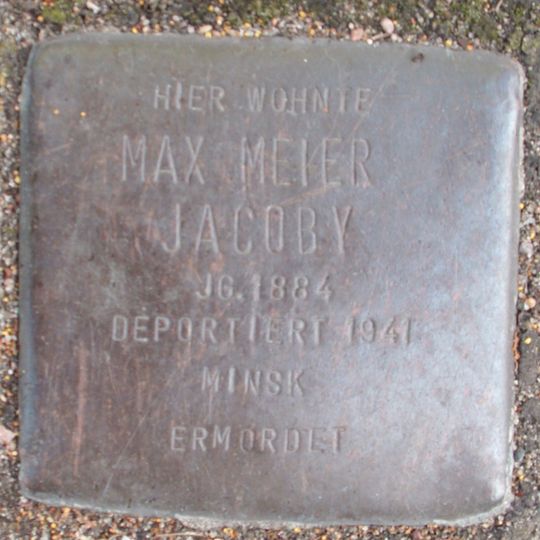 HIER WOHNTE
MAX MEIER
JACOBY
JG. 1884
DEPORTIERT 1941
MINSK
ERMORDET